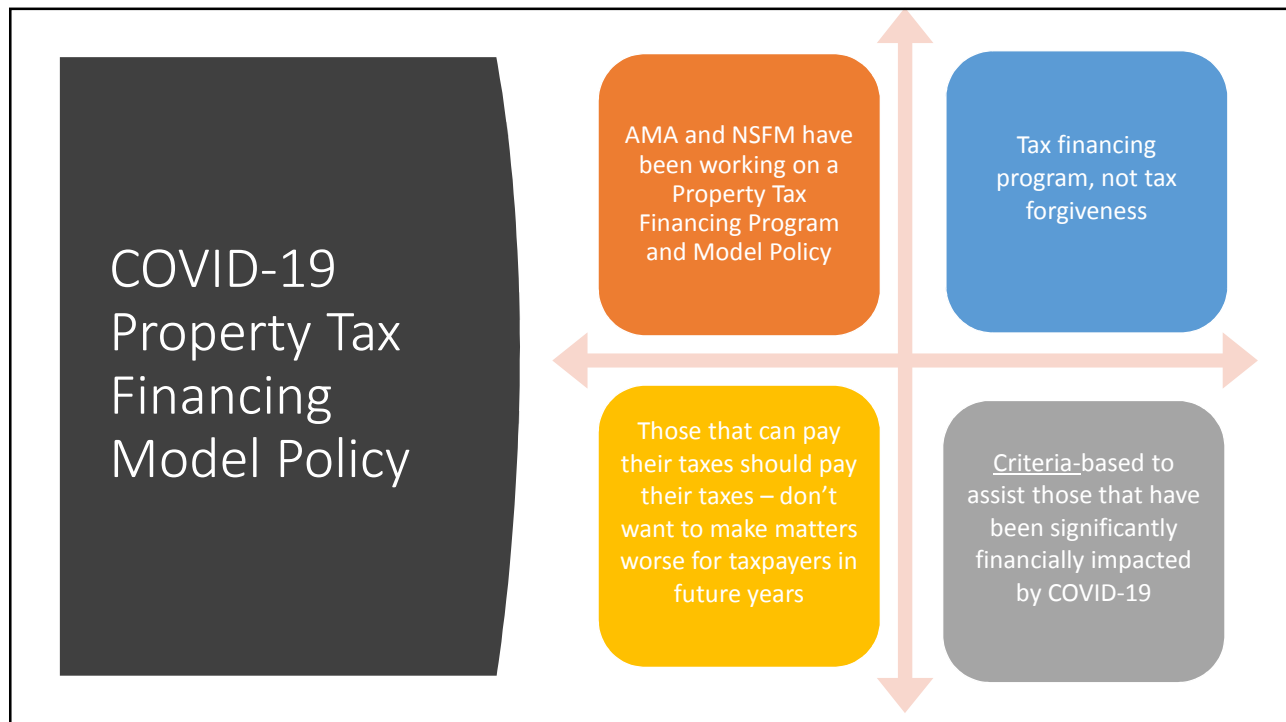 COVID-19
Property Tax
Financing
Model Policy
AMA and NSFM have
been working on a
Property Tax
Financing Program
and Model Policy
Tax financing
program, not tax
forgiveness
Those that can pay
their taxes should pay
their taxes – don’t
want to make matters
worse for taxpayers in
future years
Criteria-based to
assist those that have
been significantly
financially impacted
by COVID-19